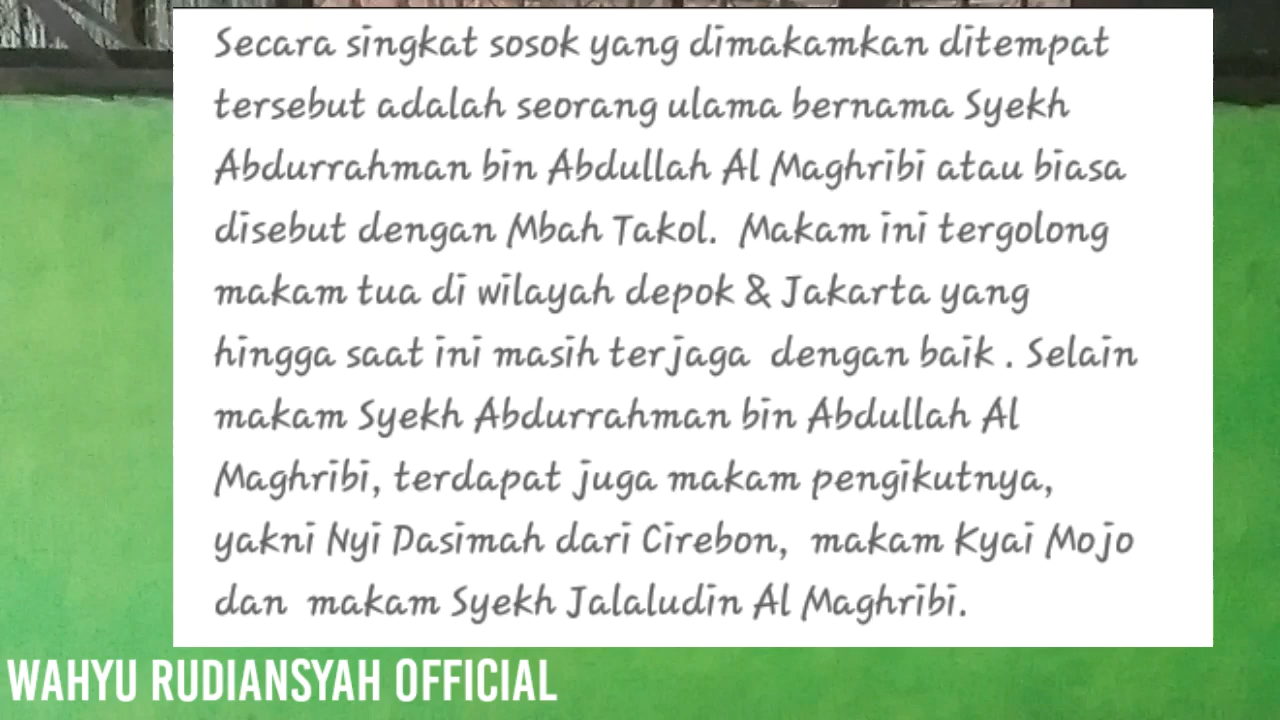 Secara singkat sosok yang dimakamkan ditempat
tersebut adalah seorang ulama bernama Syekh
Abdurrahman bin Abdullah Al Maghribi atau biasa
disebut dengan Mbah Takol. Makam ini tergolong
makam tua di wilayah depok & Jakarta yang
hingga saat ini masih terjaga dengan baik . Selain
makam Syekh Abdurrahman bin Abdullah Al
Maghribi, terdapat juga makam pengikutnya,
yakni Nyi Dasimah dari Cirebon, makam Kyai Mojo
dan makam Syekh Jalaludin Al Maghribi.
WAHYU RUDIANSYAH OFFICIAL